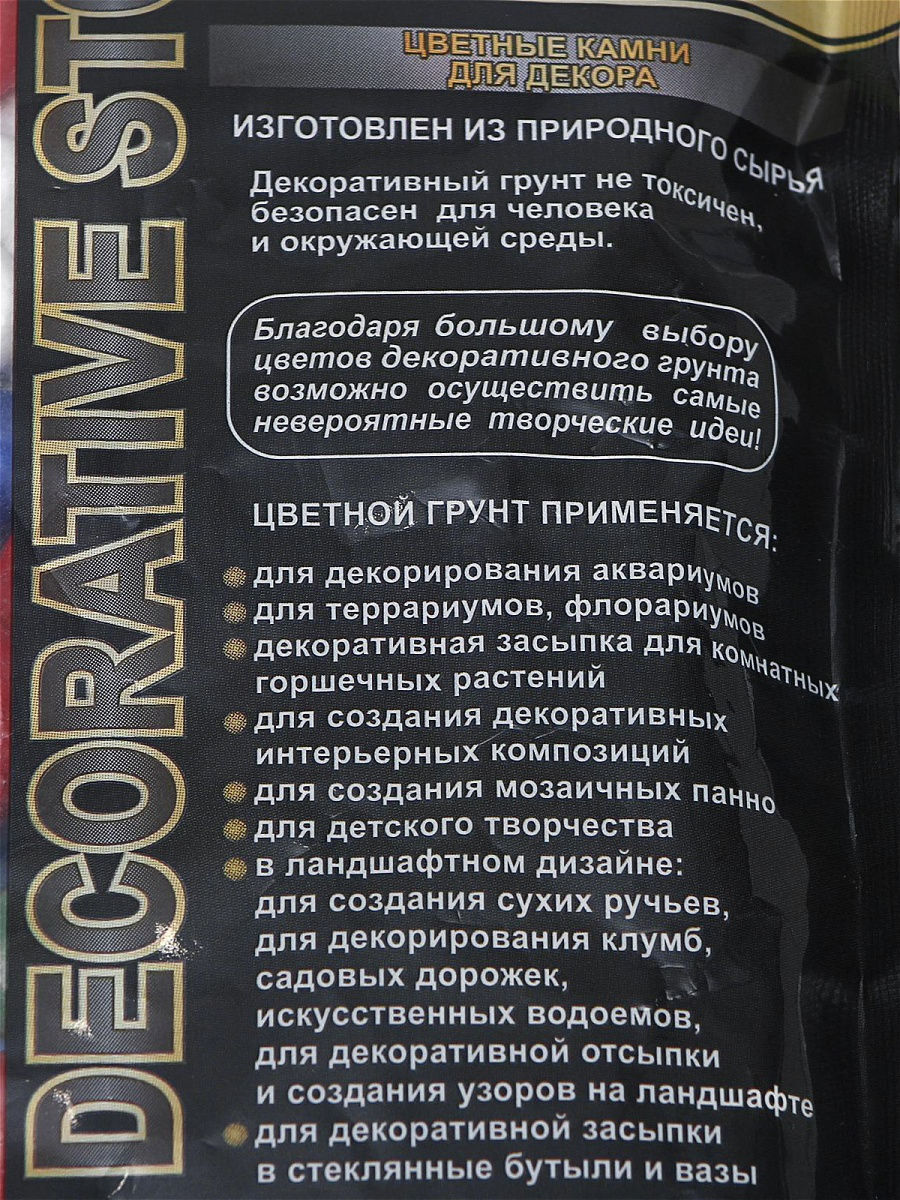 DECORATIVE STO
ЦВЕТНЫЕ КАМНИ
ДЛЯ ДЕКОРА
ИЗГОТОВЛЕН ИЗ ПРИРОДНОГО СЫРЬЯ
Декоративный грунт не токсичен,
безопасен для человека
и окружающей среды.
Благодаря большому выбору
цветов декоративного грунта
возможно осуществить самые
невероятные творческие идеи!
ЦВЕТНОЙ ГРУНТ ПРИМЕНЯЕТСЯ:
для декорирования аквариумов
для террариумов, флорариумов
декоративная засыпка для комнатных
горшечных растений
для создания декоративных
интерьерных композиций
для создания мозаичных панно
для детского творчества
в ландшафтном дизайне:
для создания сухих ручьев,
для декорирования клумб,
садовых дорожек,
искусственных водоемов,
для декоративной отсыпки
и создания узоров на ландшафте
для декоративной засыпки
в стеклянные бутыли и вазы